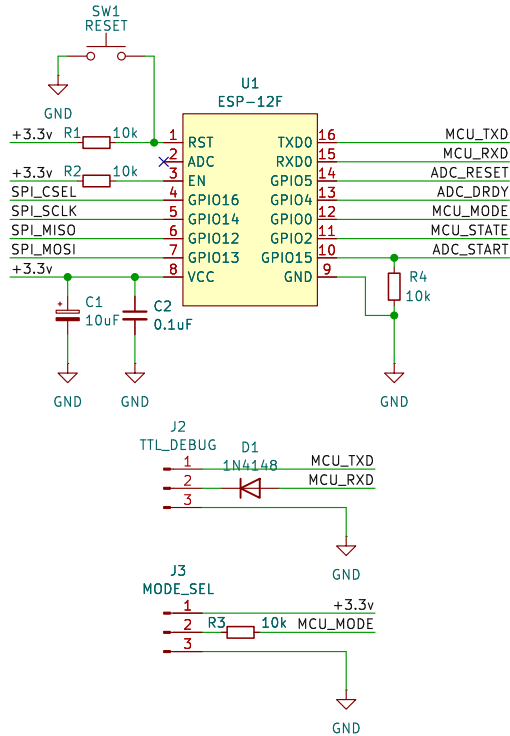 SW1
RESET
GND
U1
ESP-12F
+3.3v R1 10k 1 RST TXD0 16 MCU_TXD
2 ADC RXD0 15 MCU_RXD
+3.3v R2 10k 3 EN GPIO5 14 ADC_RESET
SPI_CSEL 4 GPIO16 GPIO4 13 ADC_DRDY
SPI_SCLK 5 GPIO14 GPIO0 12 MCU_MODE
SPI_MISO 6 GPIO12 GPIO2 11 MCU_STATE
SPI_MOSI 7 GPIO13 GPIO15 10 ADC_START
+3.3v 8 VCC GND 9
R4
10k
+ C1
10uF
C2
0.1uF
GND GND GND
J2
TTL_DEBUG
D1
1N4148
1 MCU_TXD
2 MCU_RXD
3
GND
J3
MODE_SEL
1 +3.3v
2 R3 10k MCU_MODE
3
GND